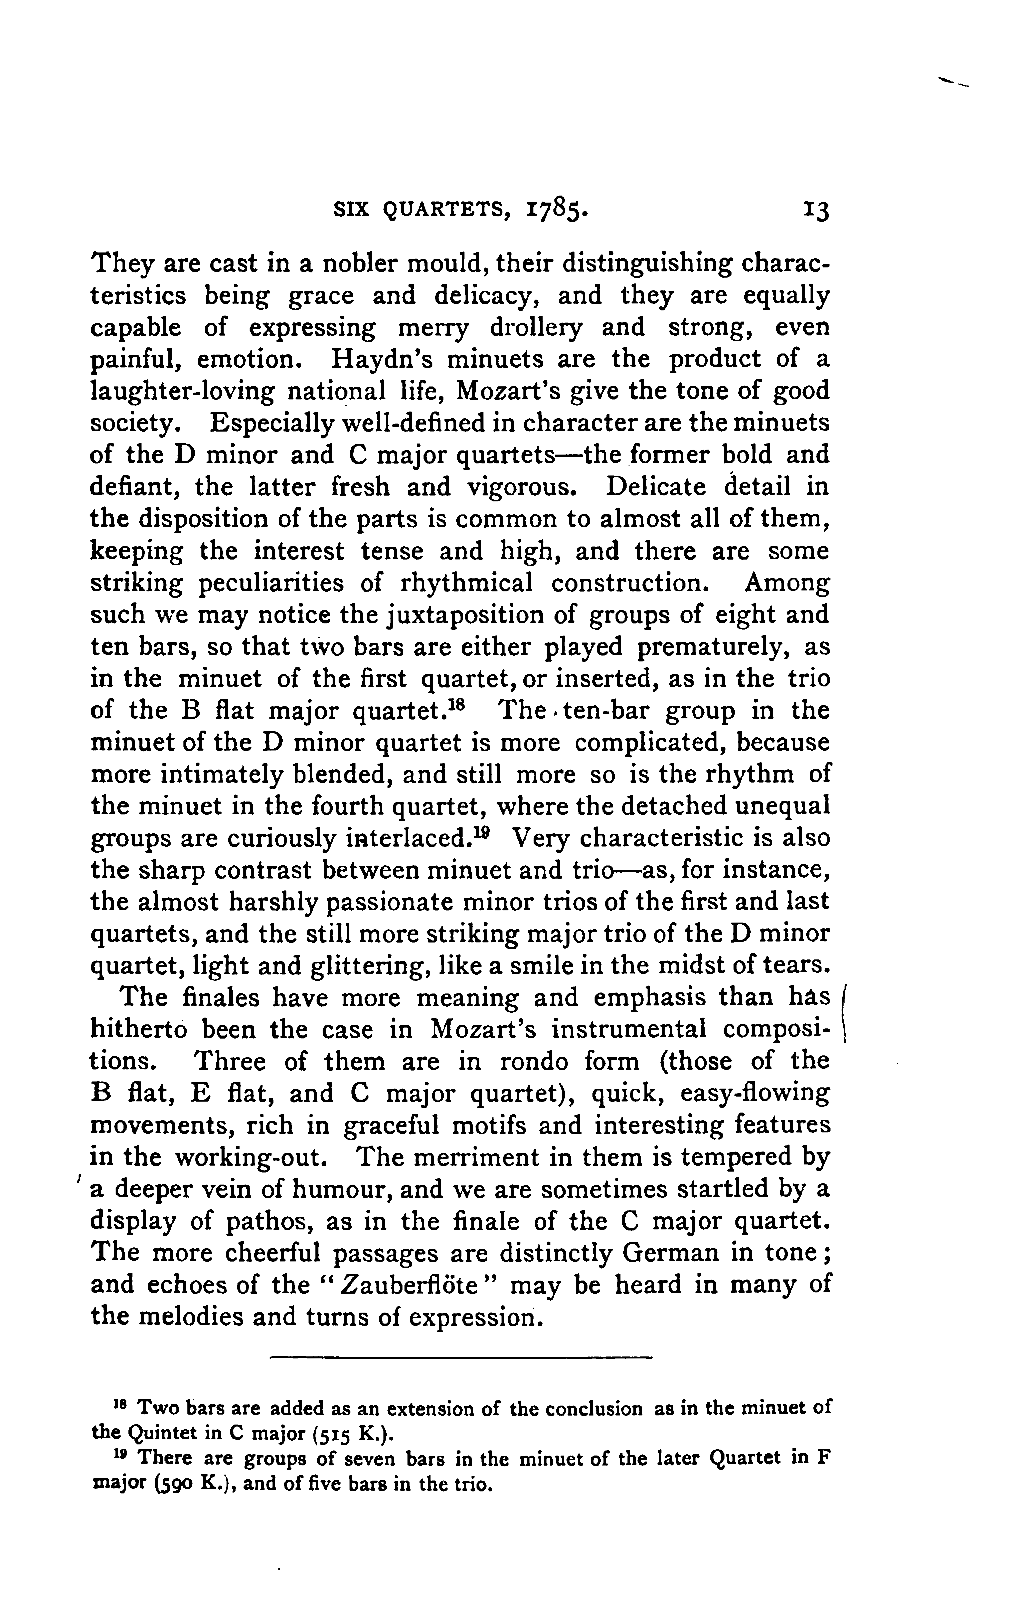 SIX QUARTETS, 1785. 13
They are cast in a nobler mould, their distinguishing charac-
teristics being grace and delicacy, and they are equally
capable of expressing merry drollery and strong, even
painful, emotion. Haydn's minuets are the product of a
laughter-loving national life, Mozart's give the tone of good
society. Especially well-defined in character are the minuets
of the D minor and C major quartets—the former bold and
defiant, the latter fresh and vigorous. Delicate detail in
the disposition of the parts is common to almost all of them,
keeping the interest tense and high, and there are some
striking peculiarities of rhythmical construction. Among
such we may notice the juxtaposition of groups of eight and
ten bars, so that two bars are either played prematurely, as
in the minuet of the first quartet, or inserted, as in the trio
of the B flat major quartet.¹⁸ The ten-bar group in the
minuet of the D minor quartet is more complicated, because
more intimately blended, and still more so is the rhythm of
the minuet in the fourth quartet, where the detached unequal
groups are curiously interlaced.¹⁹ Very characteristic is also
the sharp contrast between minuet and trio—as, for instance,
the almost harshly passionate minor trios of the first and last
quartets, and the still more striking major trio of the D minor
quartet, light and glittering, like a smile in the midst of tears.
The finales have more meaning and emphasis than has
hitherto been the case in Mozart's instrumental composi-
tions. Three of them are in rondo form (those of the
B flat, E flat, and C major quartet), quick, easy-flowing
movements, rich in graceful motifs and interesting features
in the working-out. The merriment in them is tempered by
a deeper vein of humour, and we are sometimes startled by a
display of pathos, as in the finale of the C major quartet.
The more cheerful passages are distinctly German in tone;
and echoes of the "Zauberflöte" may be heard in many of
the melodies and turns of expression.
¹⁸ Two bars are added as an extension of the conclusion as in the minuet of
the Quintet in C major (515 K.).
¹⁹ There are groups of seven bars in the minuet of the later Quartet in F
major (590 K.), and of five bars in the trio.